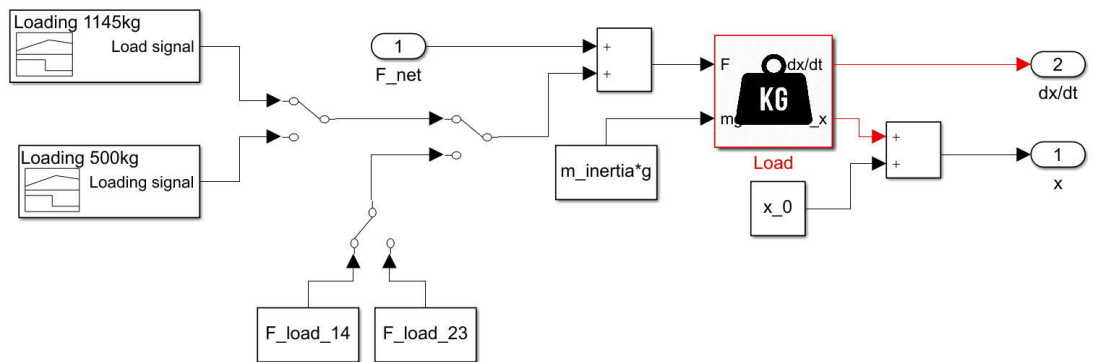 Loading 1145kg
Load signal
Loading 500kg
Loading signal
1
F_net
+
+
F
dx/dt
KG
mg
_x
Load
m_inertia*g
x_0
+
+
2
dx/dt
1
x
F_load_14
F_load_23